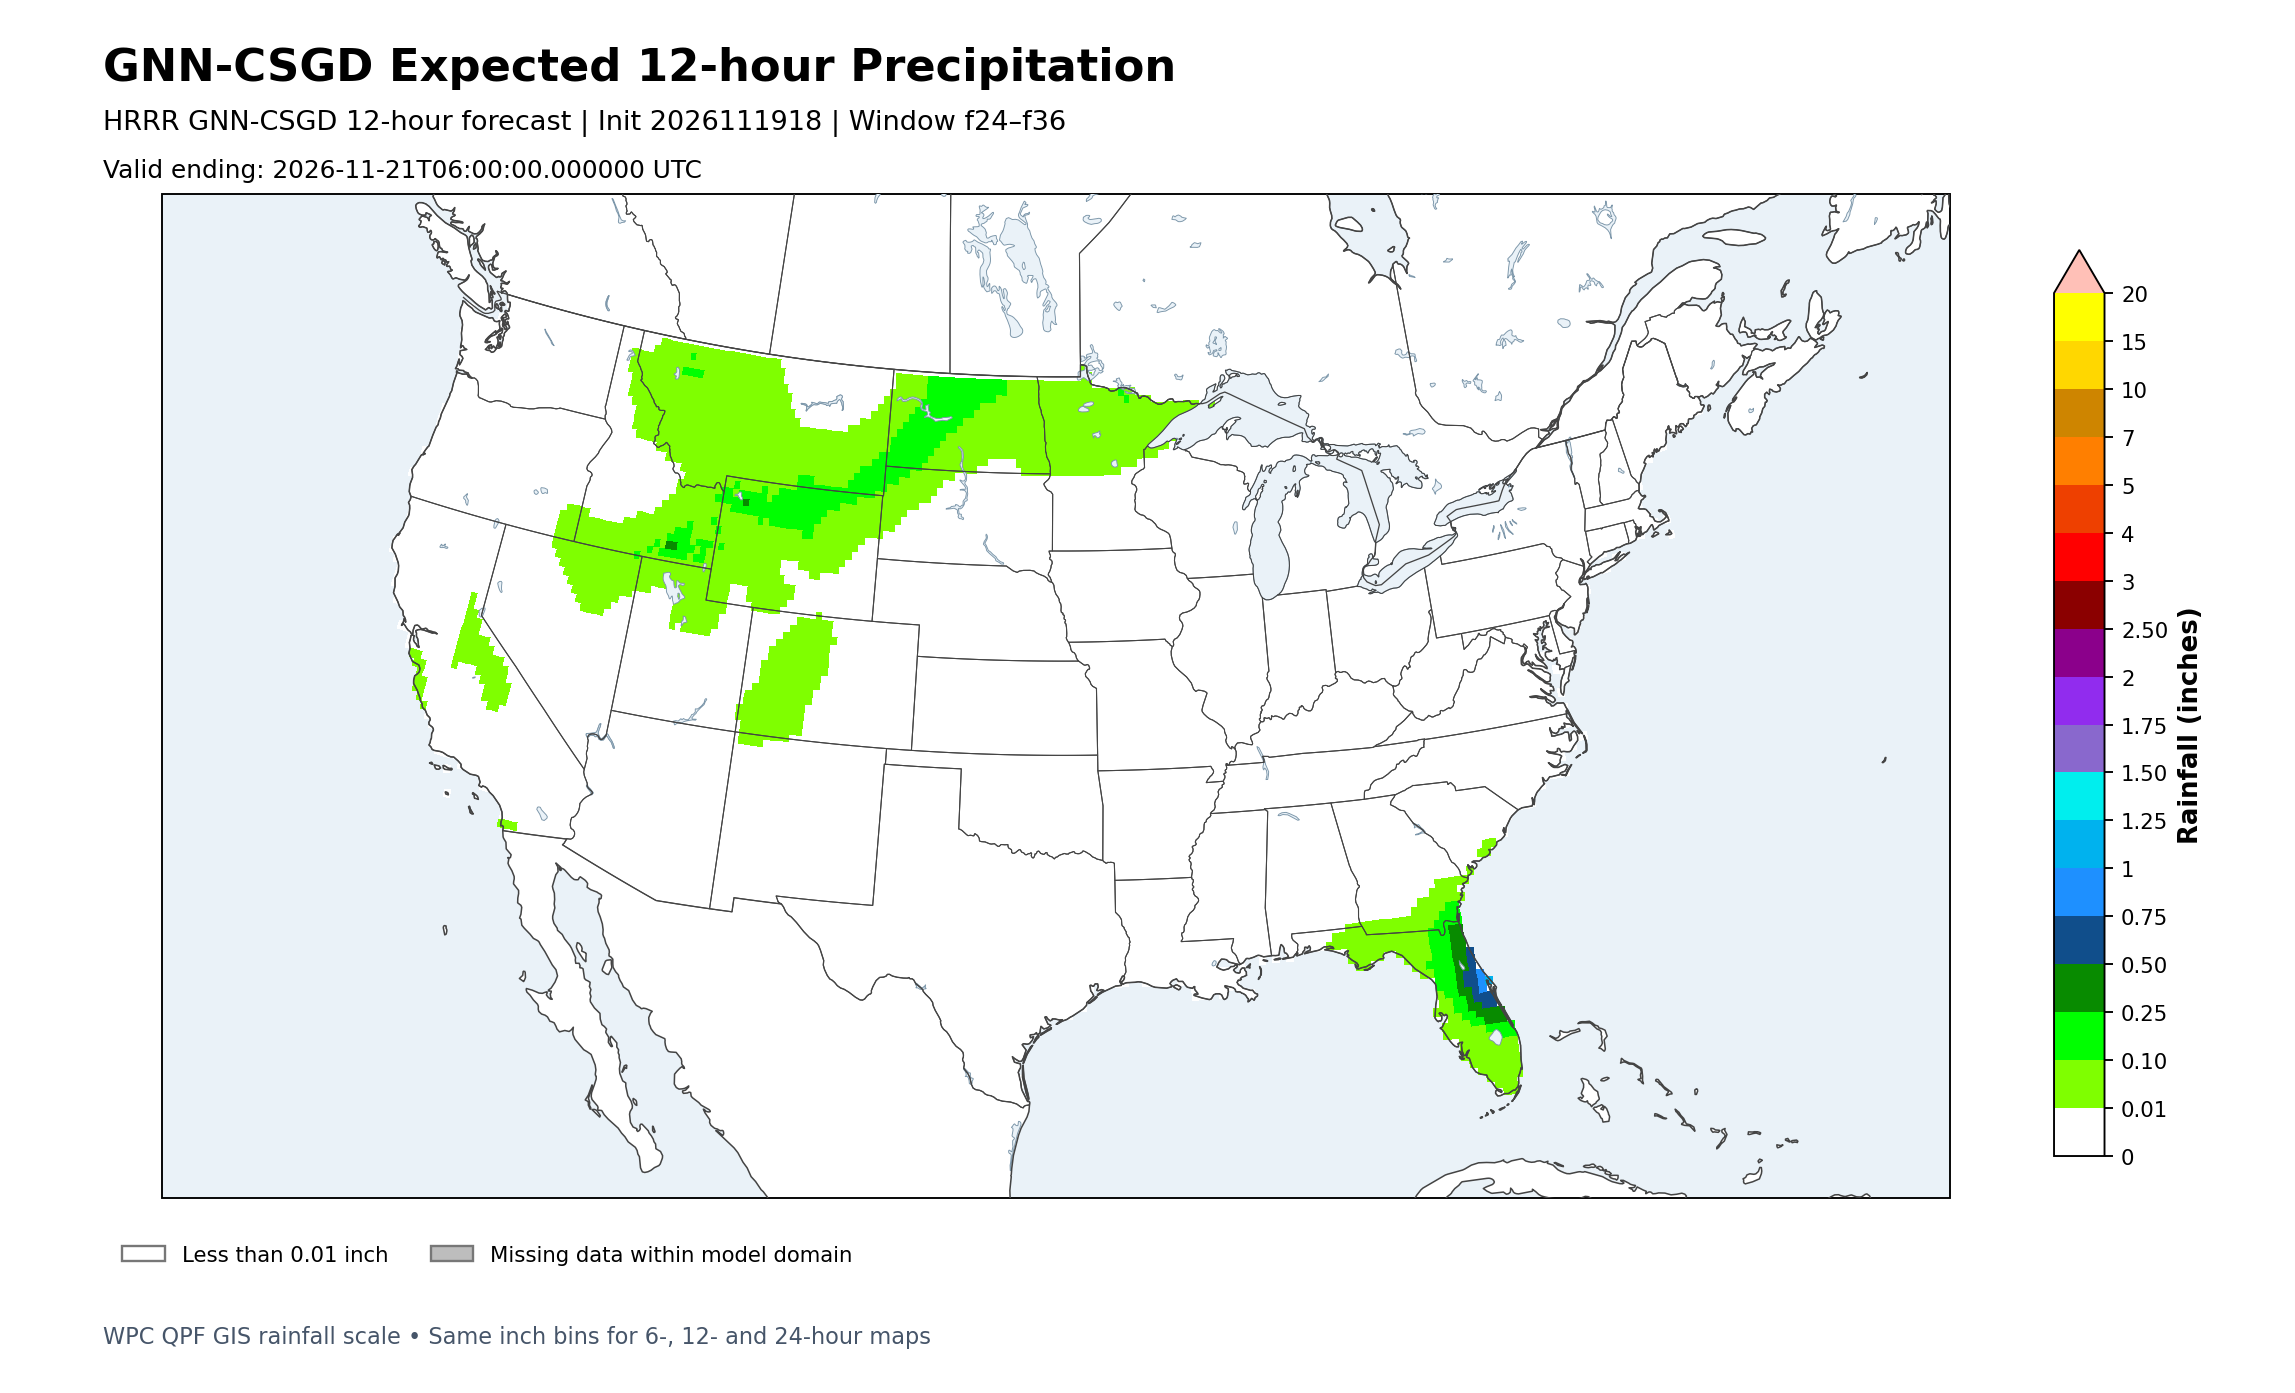 GNN-CSGD Expected 12-hour Precipitation
HRRR GNN-CSGD 12-hour forecast | Init 2026111918 | Window f24–f36
Valid ending: 2026-11-21T06:00:00.000000 UTC
20
15
10
7
5
4
3
2.50
2
1.75
1.50
1.25
1
0.75
0.50
0.25
0.10
0.01
0
Rainfall (inches)
Less than 0.01 inch
Missing data within model domain
WPC QPF GIS rainfall scale • Same inch bins for 6-, 12- and 24-hour maps